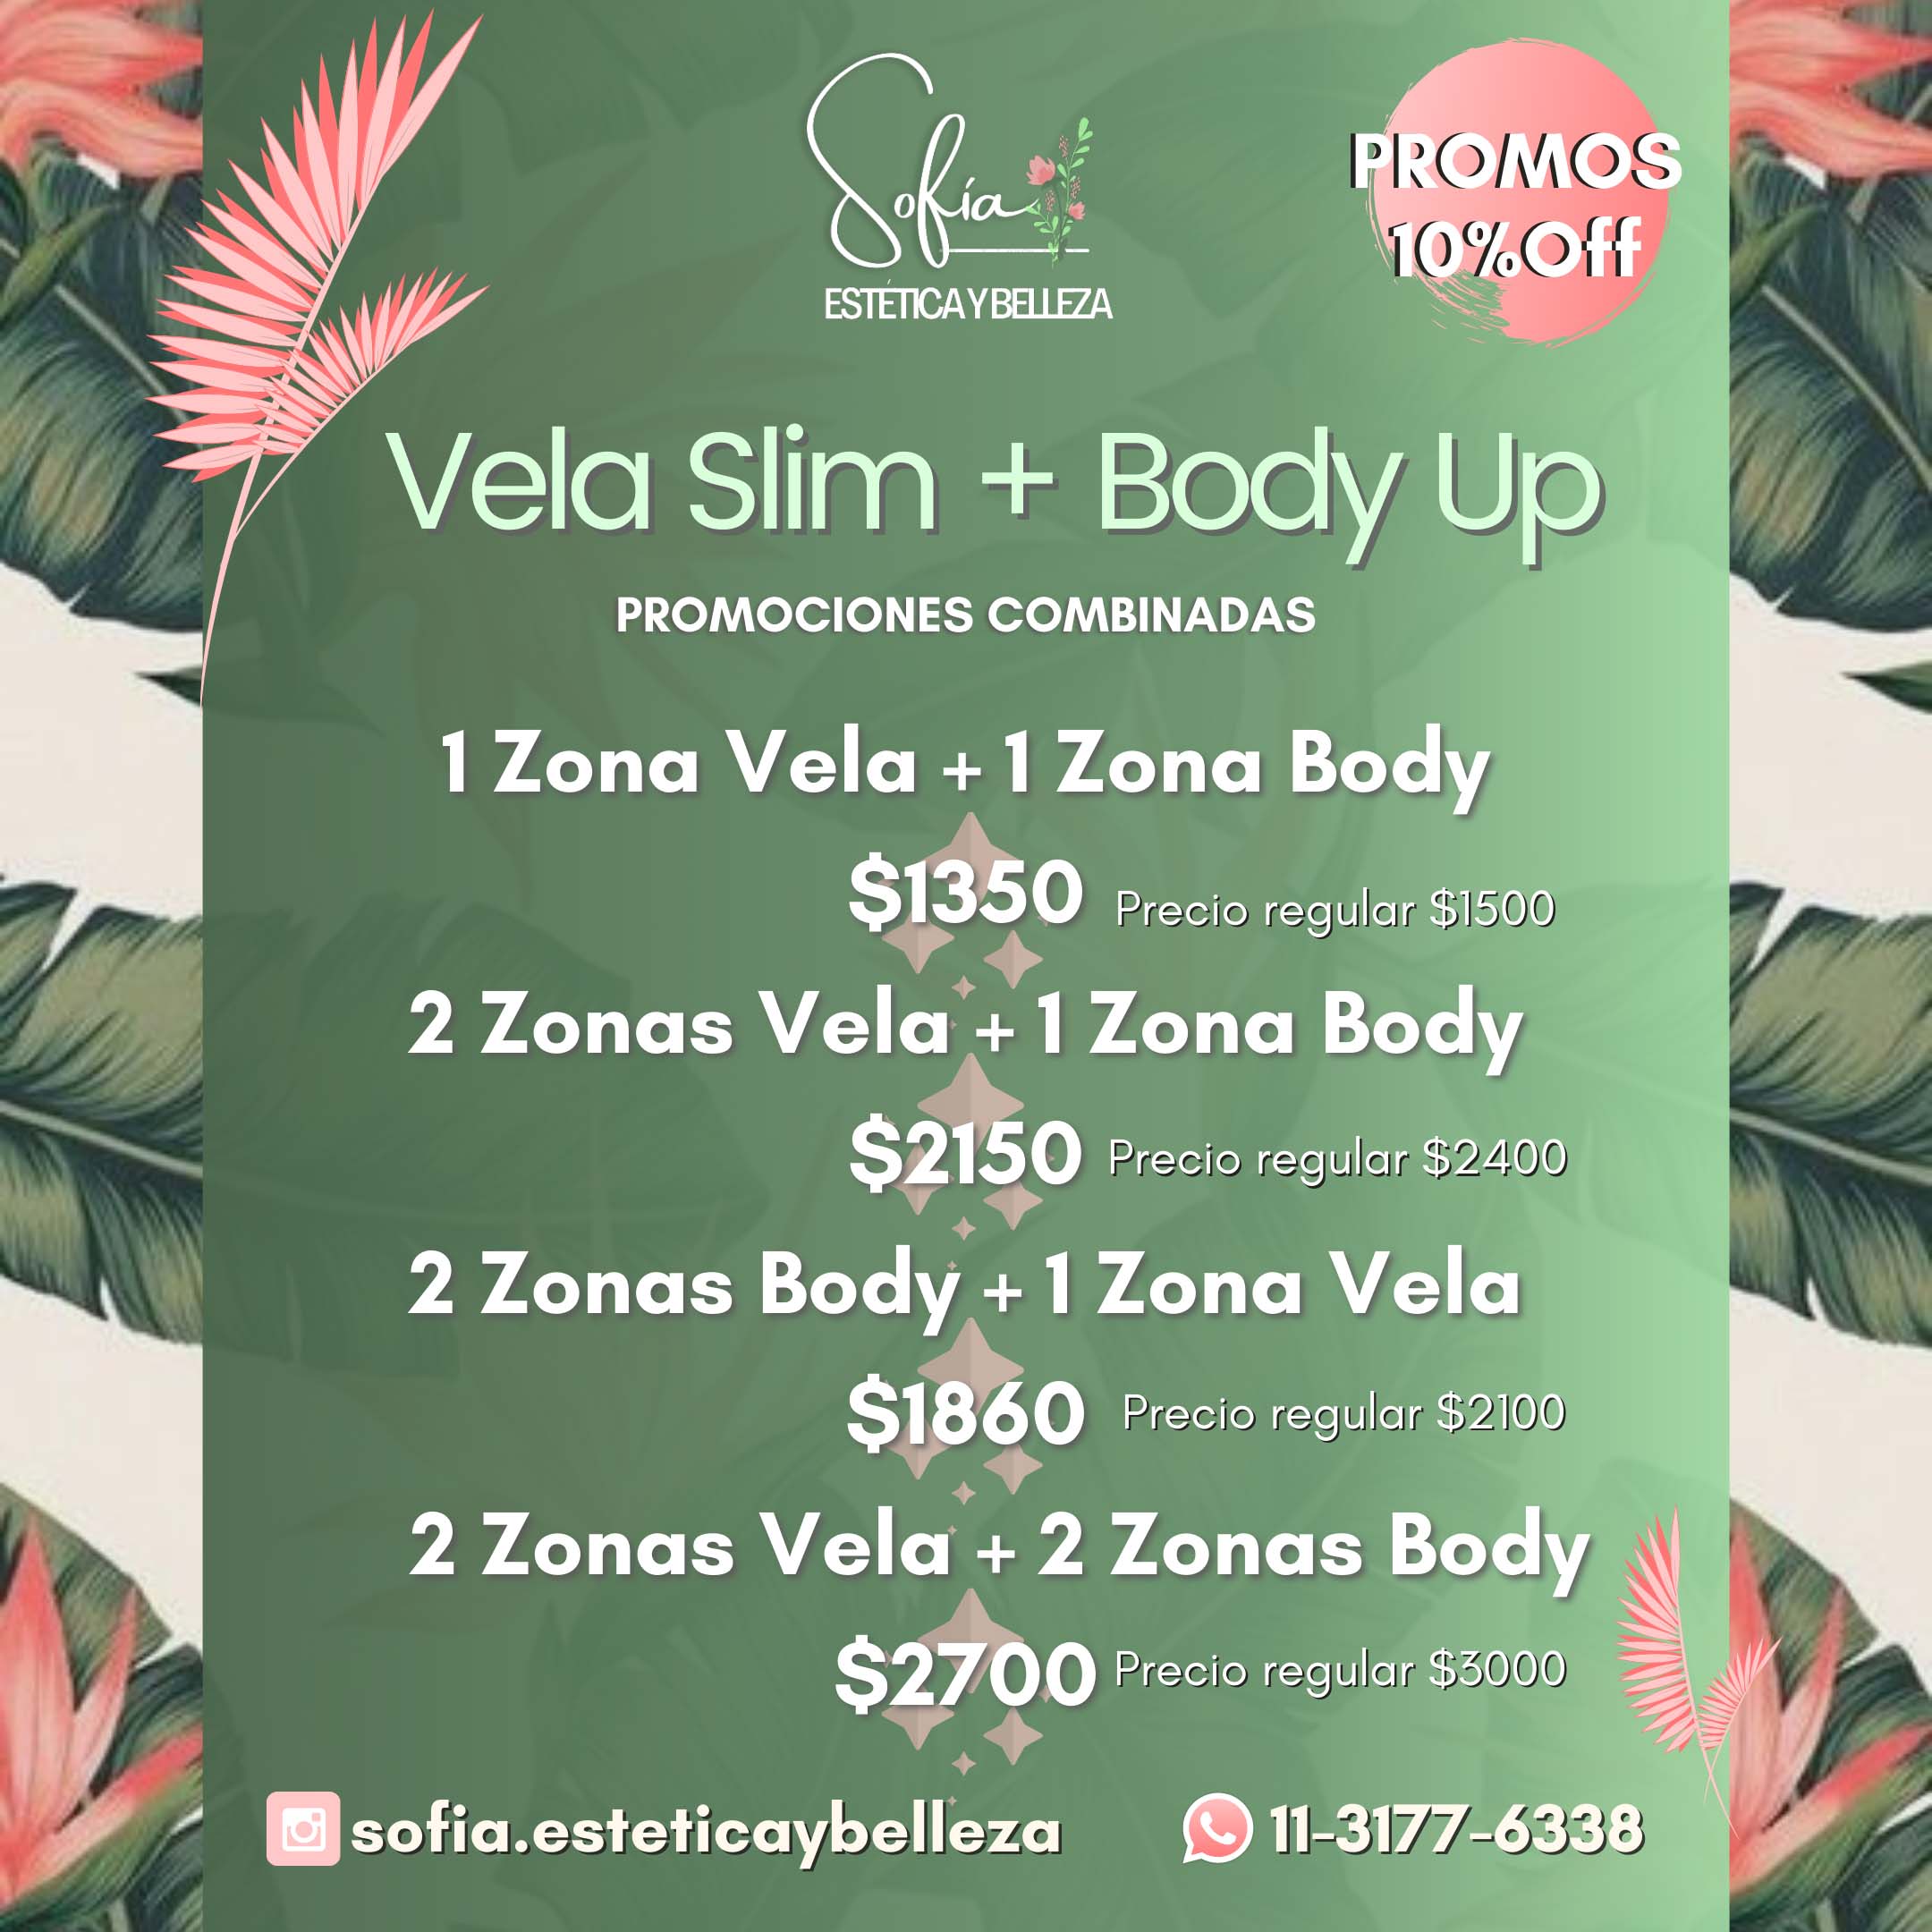 Sofía
ESTÉTICA Y BELLEZA
PROMOS
10%Off
Vela Slim + Body Up
PROMOCIONES COMBINADAS
1 Zona Vela + 1 Zona Body
$1350 Precio regular $1500
2 Zonas Vela + 1 Zona Body
$2150 Precio regular $2400
2 Zonas Body + 1 Zona Vela
$1860 Precio regular $2100
2 Zonas Vela + 2 Zonas Body
$2700 Precio regular $3000
sofia.esteticaybelleza 11-3177-6338